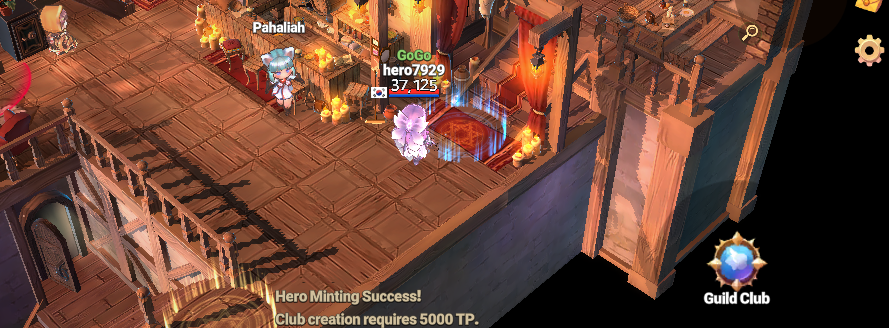 Pahaliah
GoGo
hero7929
37,125
Guild Club
Hero Minting Success!
Club creation requires 5000 TP.